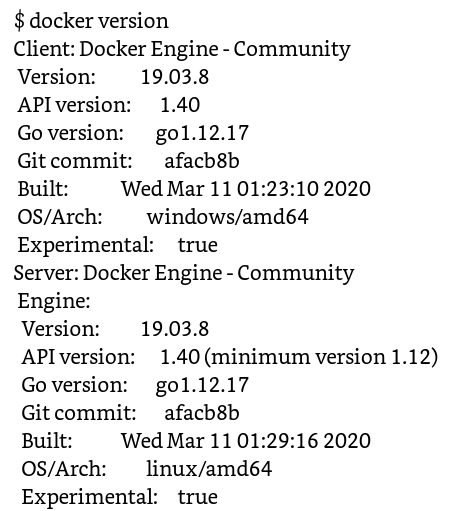 $ docker version
Client: Docker Engine - Community
Version: 19.03.8
API version: 1.40
Go version: go1.12.17
Git commit: afacb8b
Built: Wed Mar 11 01:23:10 2020
OS/Arch: windows/amd64
Experimental: true
Server: Docker Engine - Community
Engine:
Version: 19.03.8
API version: 1.40 (minimum version 1.12)
Go version: go1.12.17
Git commit: afacb8b
Built: Wed Mar 11 01:29:16 2020
OS/Arch: linux/amd64
Experimental: true